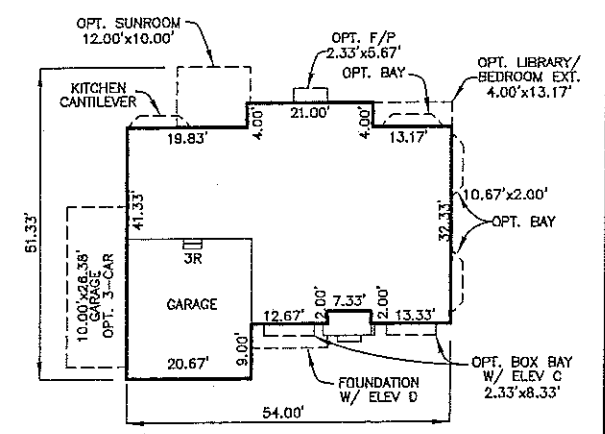 OPT. SUNROOM
12.00'x10.00'
OPT. F/P
2.33'x5.67'
OPT. BAY
OPT. LIBRARY/
BEDROOM EXT.
4.00'x13.17'
KITCHEN
CANTILEVER
19.83'
4.00'
21.00'
4.00'
13.17'
10.67'x2.00'
OPT. BAY
32.33'
41.33'
51.33'
10.00'x26.38'
GARAGE
OPT. 3-CAR
3R
GARAGE
12.67'
2.00'
7.33'
2.00'
13.33'
20.67'
9.00'
FOUNDATION
W/ ELEV D
OPT. BOX BAY
W/ ELEV C
2.33'x8.33'
54.00'